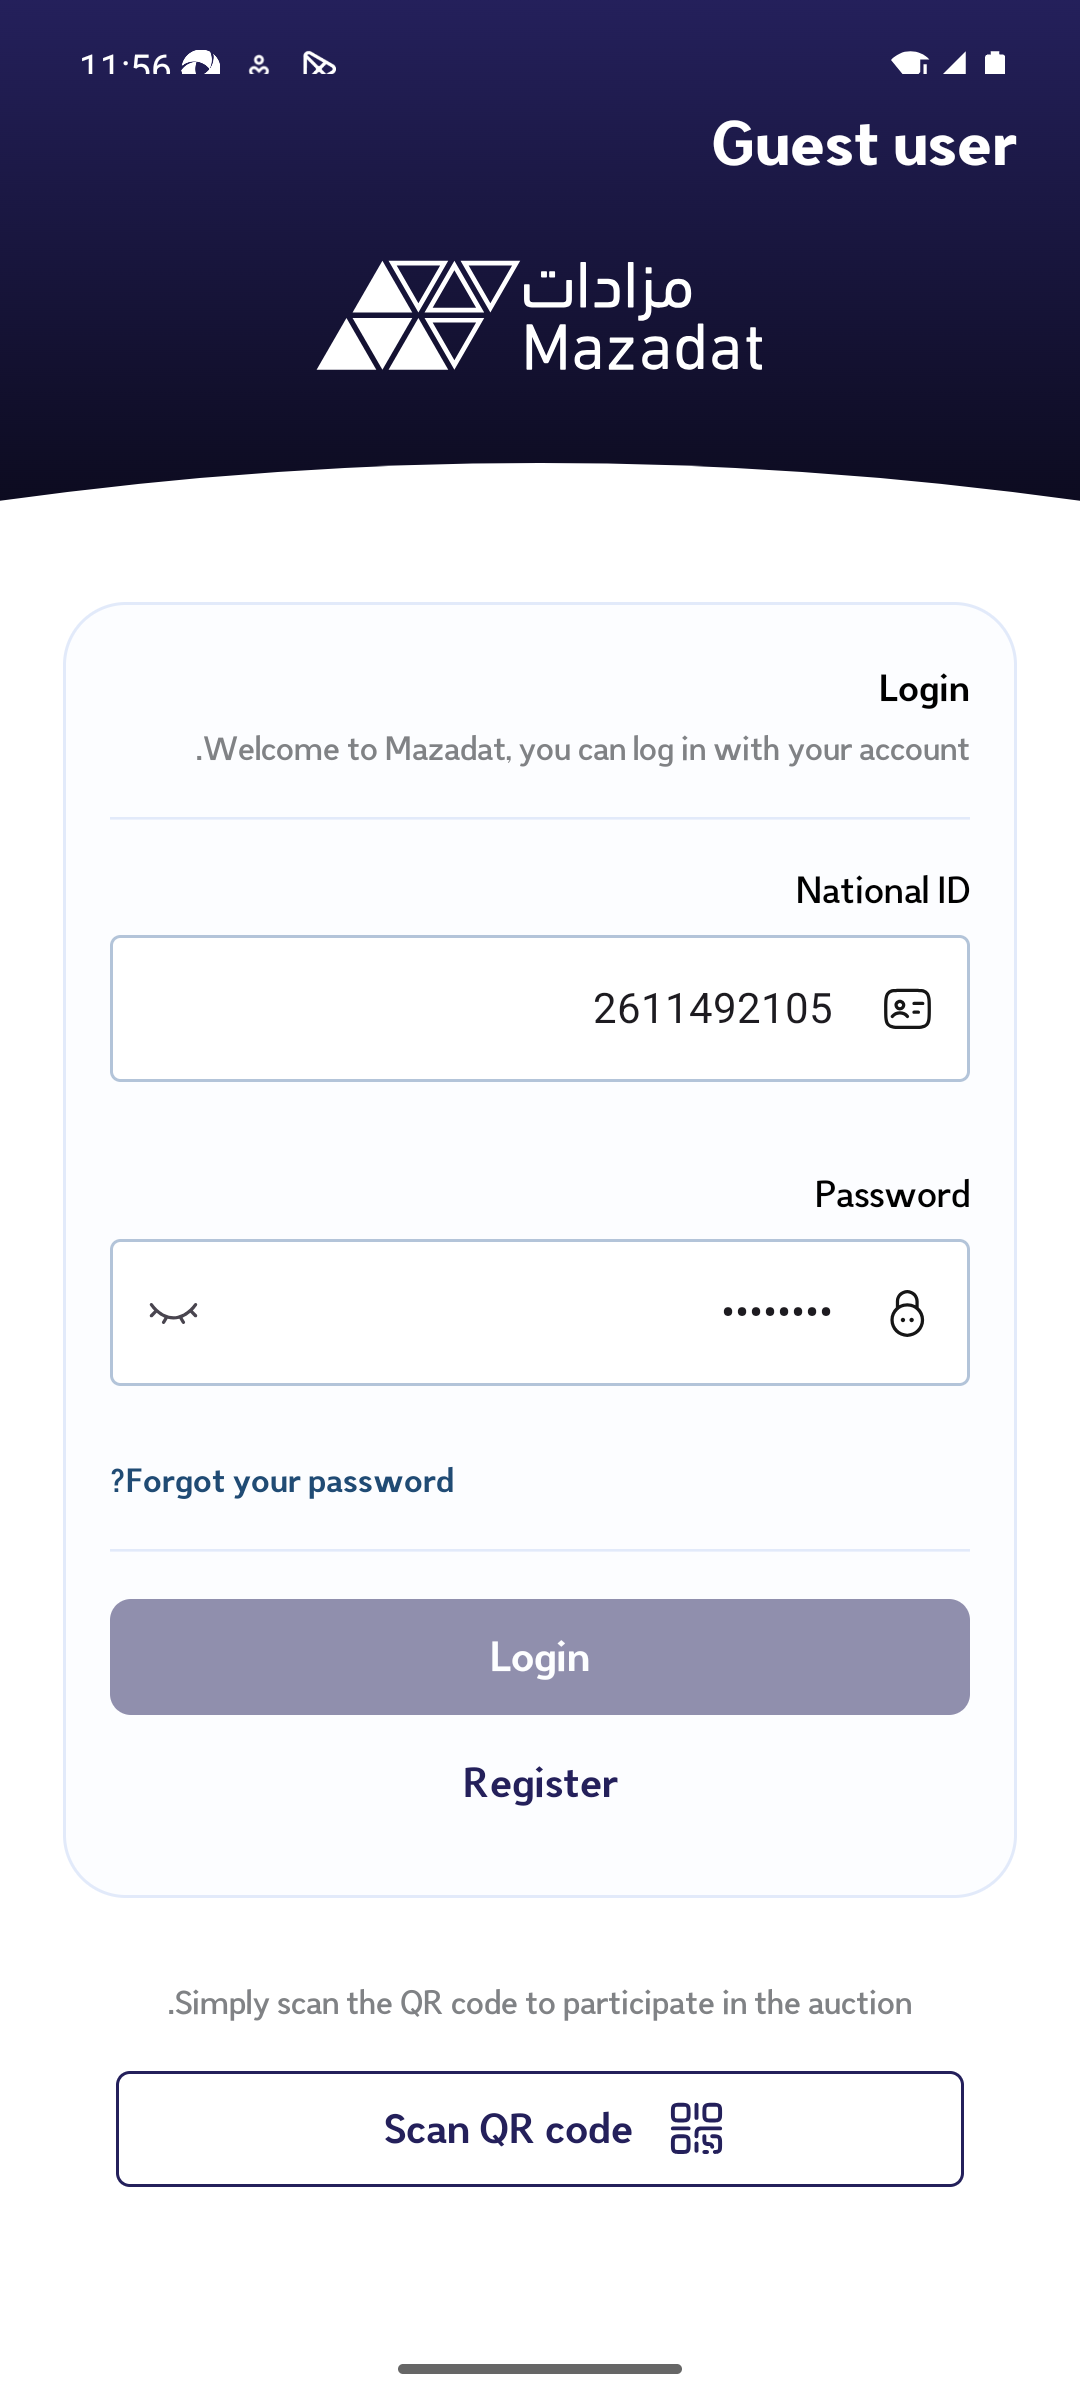 11:56
Guest user
مزادات
Mazadat
Login
.Welcome to Mazadat, you can log in with your account
National ID
2611492105
Password
••••••••
?Forgot your password
Login
Register
.Simply scan the QR code to participate in the auction
Scan QR code